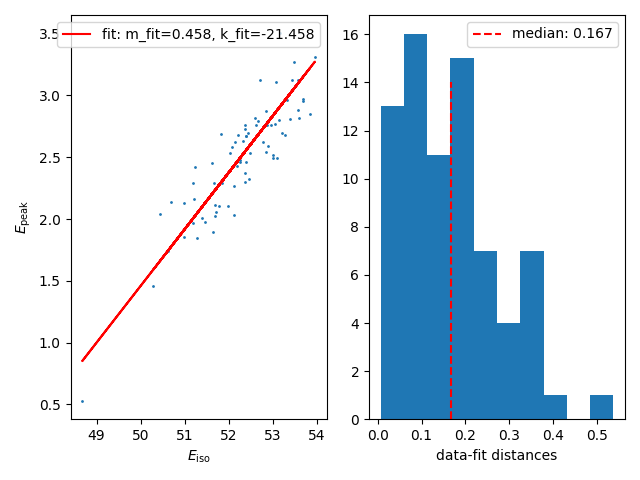 fit: m_fit=0.458, k_fit=-21.458
3.5
3.0
2.5
2.0
1.5
1.0
0.5
E_peak
49 50 51 52 53 54
E_iso
median: 0.167
16
14
12
10
8
6
4
2
0
0.0 0.1 0.2 0.3 0.4 0.5
data-fit distances